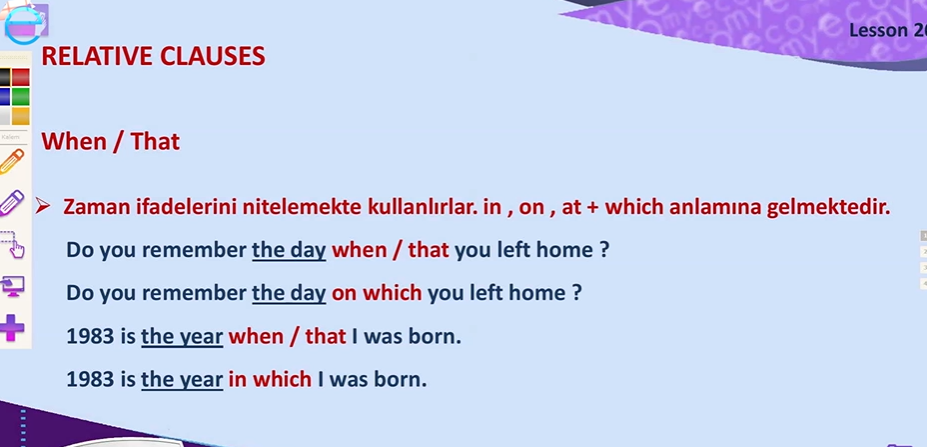 Lesson 2
RELATIVE CLAUSES
When / That
Zaman ifadelerini nitelemekte kullanlırlar. in , on , at + which anlamına gelmektedir.
Do you remember the day when / that you left home ?
Do you remember the day on which you left home ?
1983 is the year when / that I was born.
1983 is the year in which I was born.